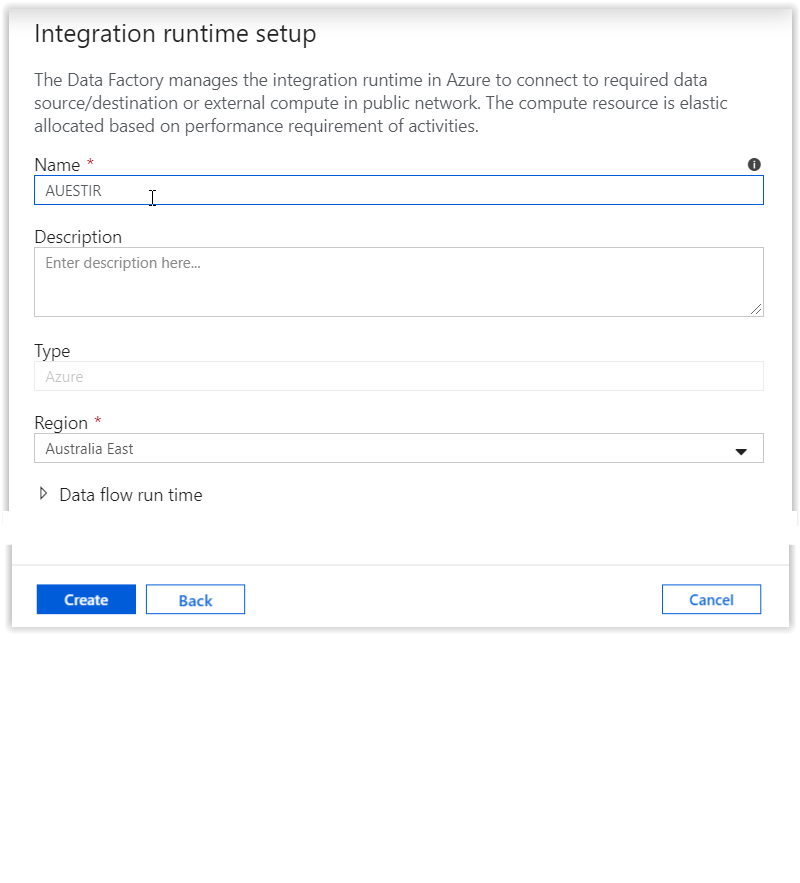 Integration runtime setup
The Data Factory manages the integration runtime in Azure to connect to required data
source/destination or external compute in public network. The compute resource is elastic
allocated based on performance requirement of activities.
Name *
AUESTIR
Description
Enter description here...
Type
Azure
Region *
Australia East
Data flow run time
Create Back Cancel